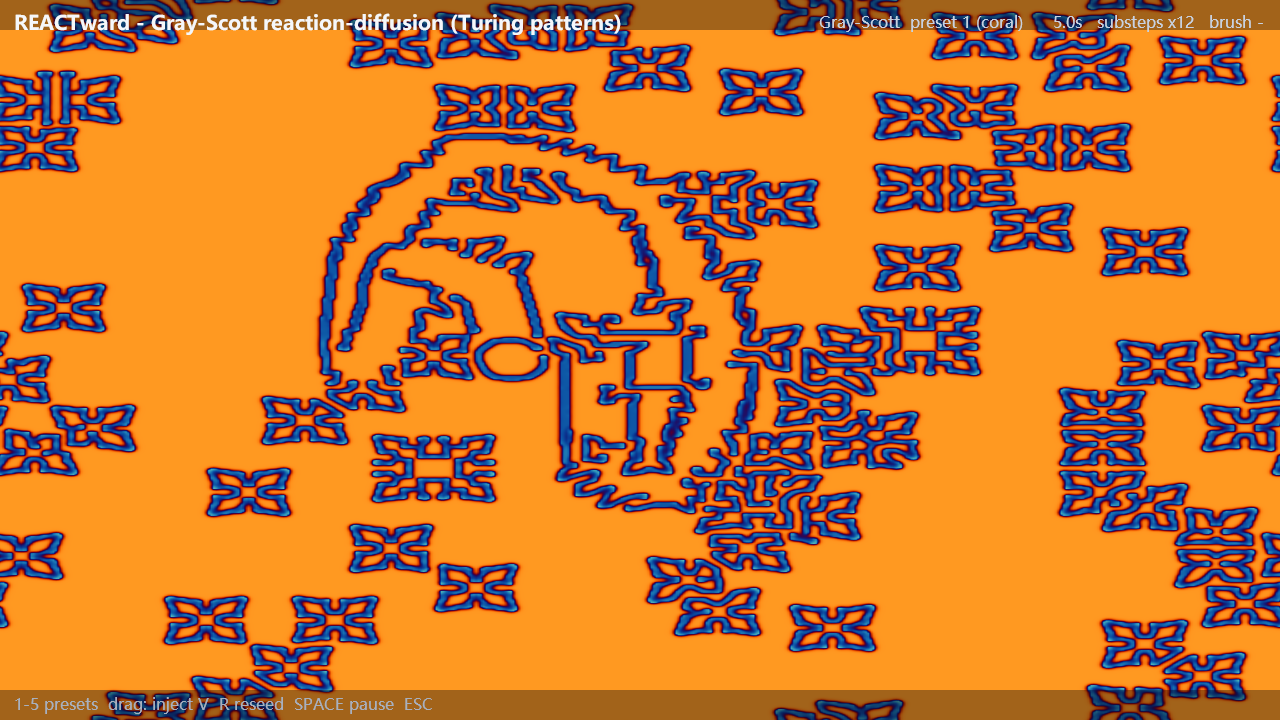 REACTward - Gray-Scott reaction-diffusion (Turing patterns)
Gray-Scott preset 1 (coral) 5.0s substeps x12 brush -
1-5 presets drag: inject V R reseed SPACE pause ESC